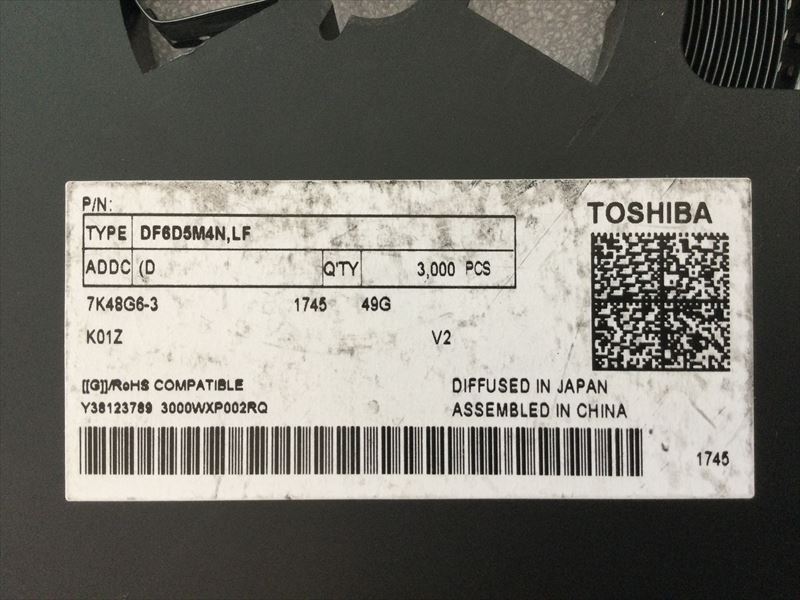 P/N:
TOSHIBA
TYPE DF6D5M4N,LF
ADDC (D Q'TY 3,000 PCS
7K48G6-3 1745 49G
K01Z V2
[[G]]/RoHS COMPATIBLE DIFFUSED IN JAPAN
Y38123789 3000WXP002RQ ASSEMBLED IN CHINA
1745